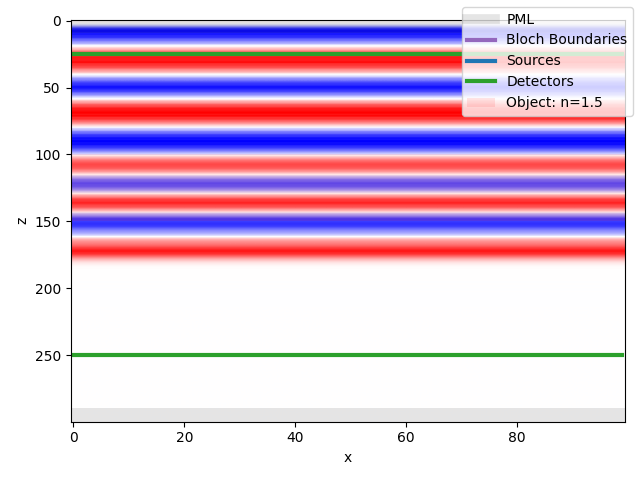 PML
Bloch Boundaries
Sources
Detectors
Object: n=1.5
0
50
100
150
200
250
z
0 20 40 60 80
x